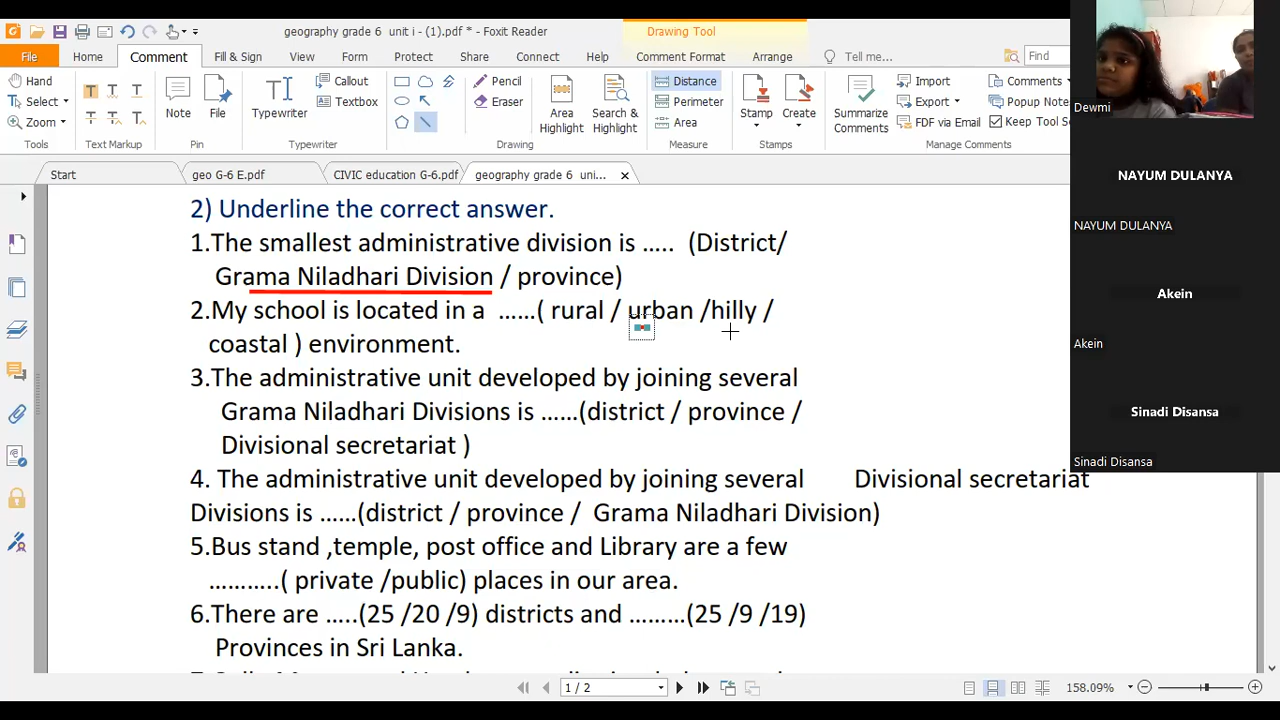 geography grade 6 unit i - (1).pdf * - Foxit Reader
Drawing Tool
File Home Comment Fill & Sign View Form Protect Share Connect Help Comment Format Arrange Tell me... Find
Hand
Select
Zoom
Tools
Text Markup
Note
File
Pin
Typewriter
Callout
Textbox
Typewriter
Pencil
Eraser
Area Highlight
Search & Highlight
Drawing
Distance
Perimeter
Area
Measure
Stamp
Create
Stamps
Summarize Comments
Import
Export
FDF via Email
Comments
Popup Note
Keep Tool S
Manage Comments
Start geo G-6 E.pdf CIVIC education G-6.pdf geography grade 6 uni...
2) Underline the correct answer.
1.The smallest administrative division is ….. (District/
Grama Niladhari Division / province)
2.My school is located in a ……( rural / urban /hilly /
coastal ) environment.
3.The administrative unit developed by joining several
Grama Niladhari Divisions is ……(district / province /
Divisional secretariat )
4. The administrative unit developed by joining several Divisional secretariat
Divisions is ……(district / province / Grama Niladhari Division)
5.Bus stand ,temple, post office and Library are a few
………..( private /public) places in our area.
6.There are …..(25 /20 /9) districts and ………(25 /9 /19)
Provinces in Sri Lanka.
1 / 2
158.09%
Dewmi
NAYUM DULANYA
NAYUM DULANYA
Akein
Akein
Sinadi Disansa
Sinadi Disansa